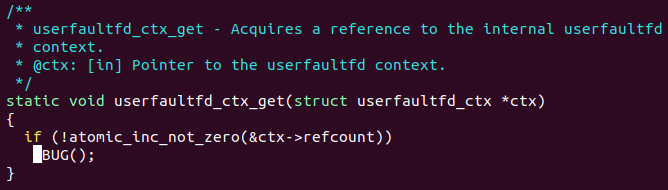 /**
 * userfaultfd_ctx_get - Acquires a reference to the internal userfaultfd
 * context.
 * @ctx: [in] Pointer to the userfaultfd context.
 */
static void userfaultfd_ctx_get(struct userfaultfd_ctx *ctx)
{
  if (!atomic_inc_not_zero(&ctx->refcount))
    BUG();
}